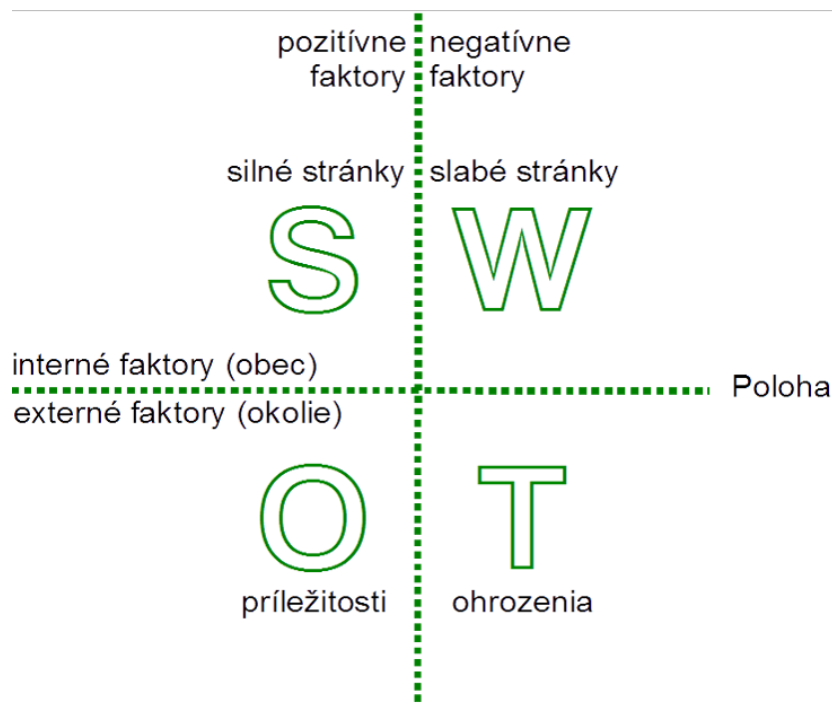 pozitívne negatívne
faktory faktory
silné stránky slabé stránky
S W
interné faktory (obec)
Poloha
externé faktory (okolie)
O T
príležitosti ohrozenia